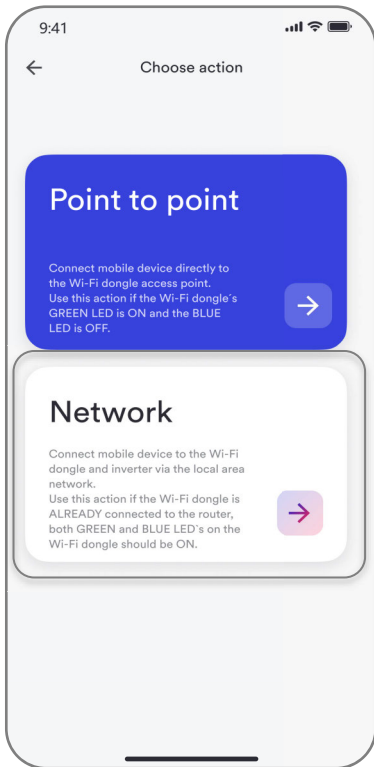 9:41
Choose action
Point to point
Connect mobile device directly to
the Wi-Fi dongle access point.
Use this action if the Wi-Fi dongle´s
GREEN LED is ON and the BLUE
LED is OFF.
Network
Connect mobile device to the Wi-Fi
dongle and inverter via the local area
network.
Use this action if the Wi-Fi dongle is
ALREADY connected to the router,
both GREEN and BLUE LED`s on the
Wi-Fi dongle should be ON.